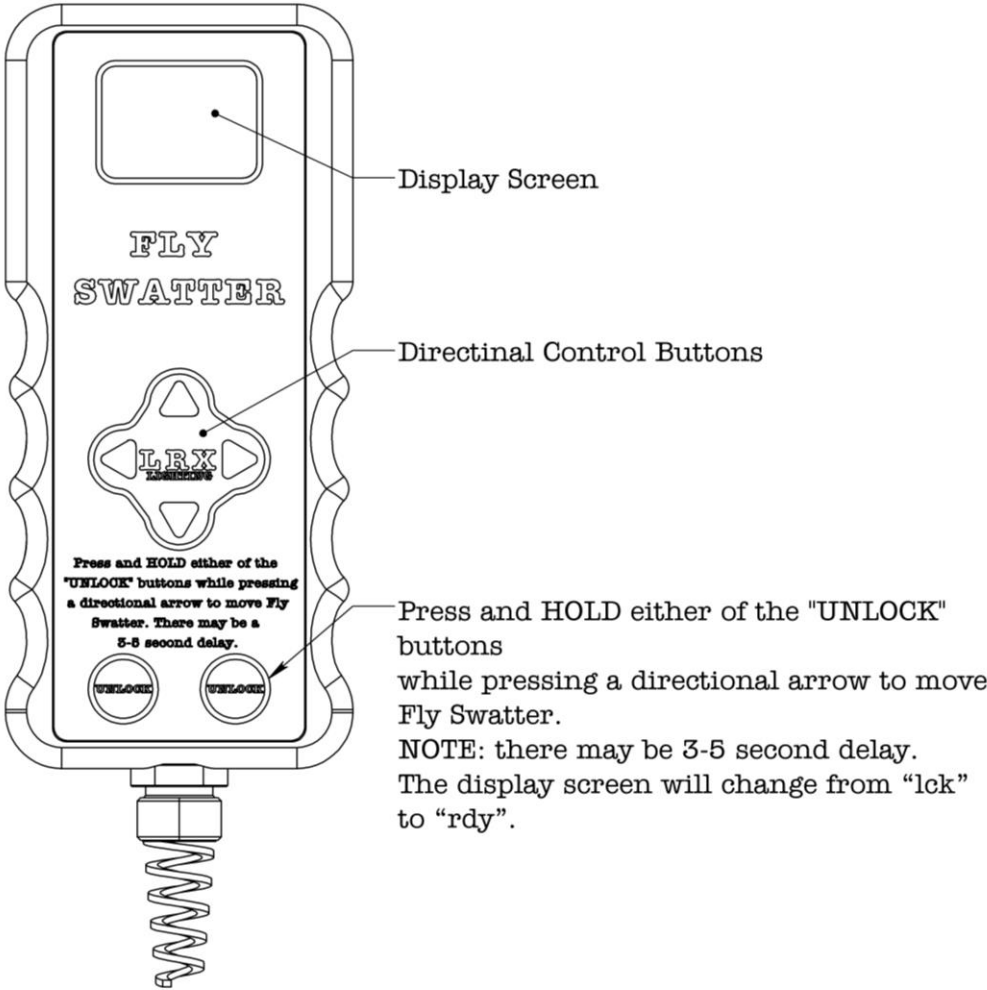 Display Screen
FLY
SWATTER
Directinal Control Buttons
LRX
LIGHTING
Press and HOLD either of the
"UNLOCK" buttons while pressing
a directional arrow to move Fly
Swatter. There may be a
3-5 second delay.
UNLOCK UNLOCK
Press and HOLD either of the "UNLOCK"
buttons
while pressing a directional arrow to move
Fly Swatter.
NOTE: there may be 3-5 second delay.
The display screen will change from “lck”
to “rdy”.